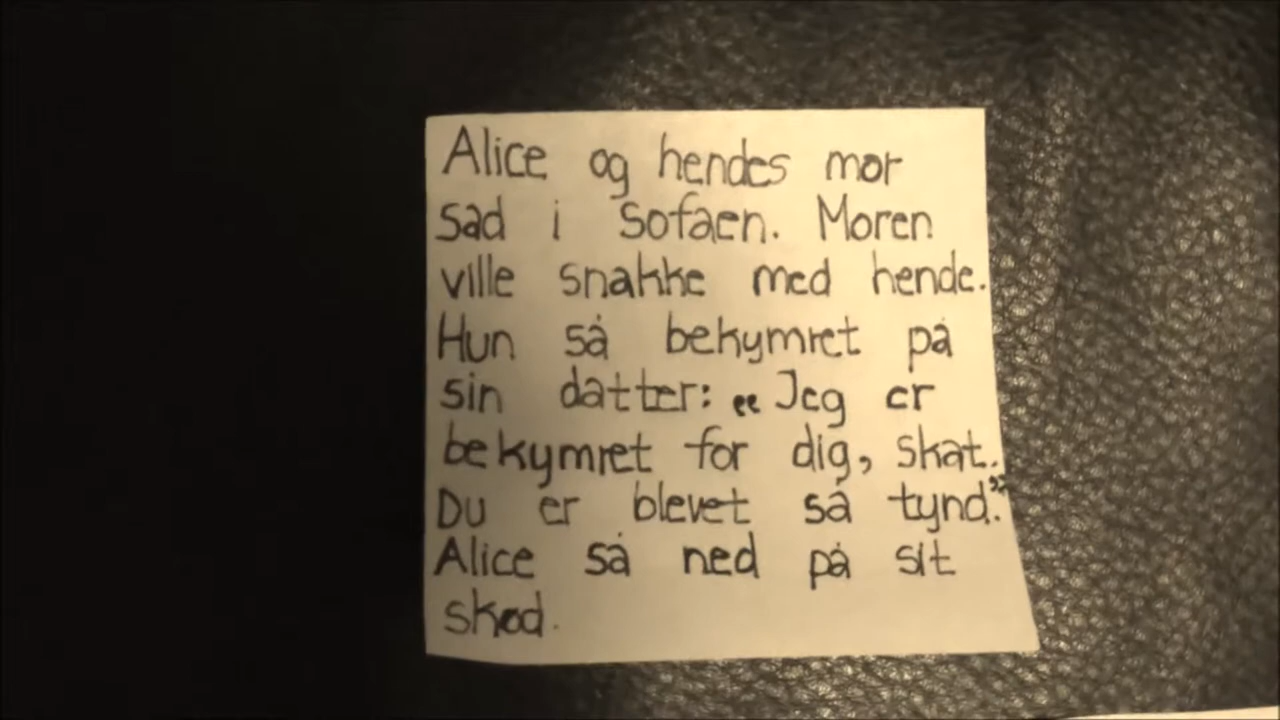 Alice og hendes mor
sad i sofaen. Moren
ville snakke med hende.
Hun så bekymret på
sin datter: "Jeg er
bekymret for dig, skat.
Du er blevet så tynd."
Alice så ned på sit
skød.